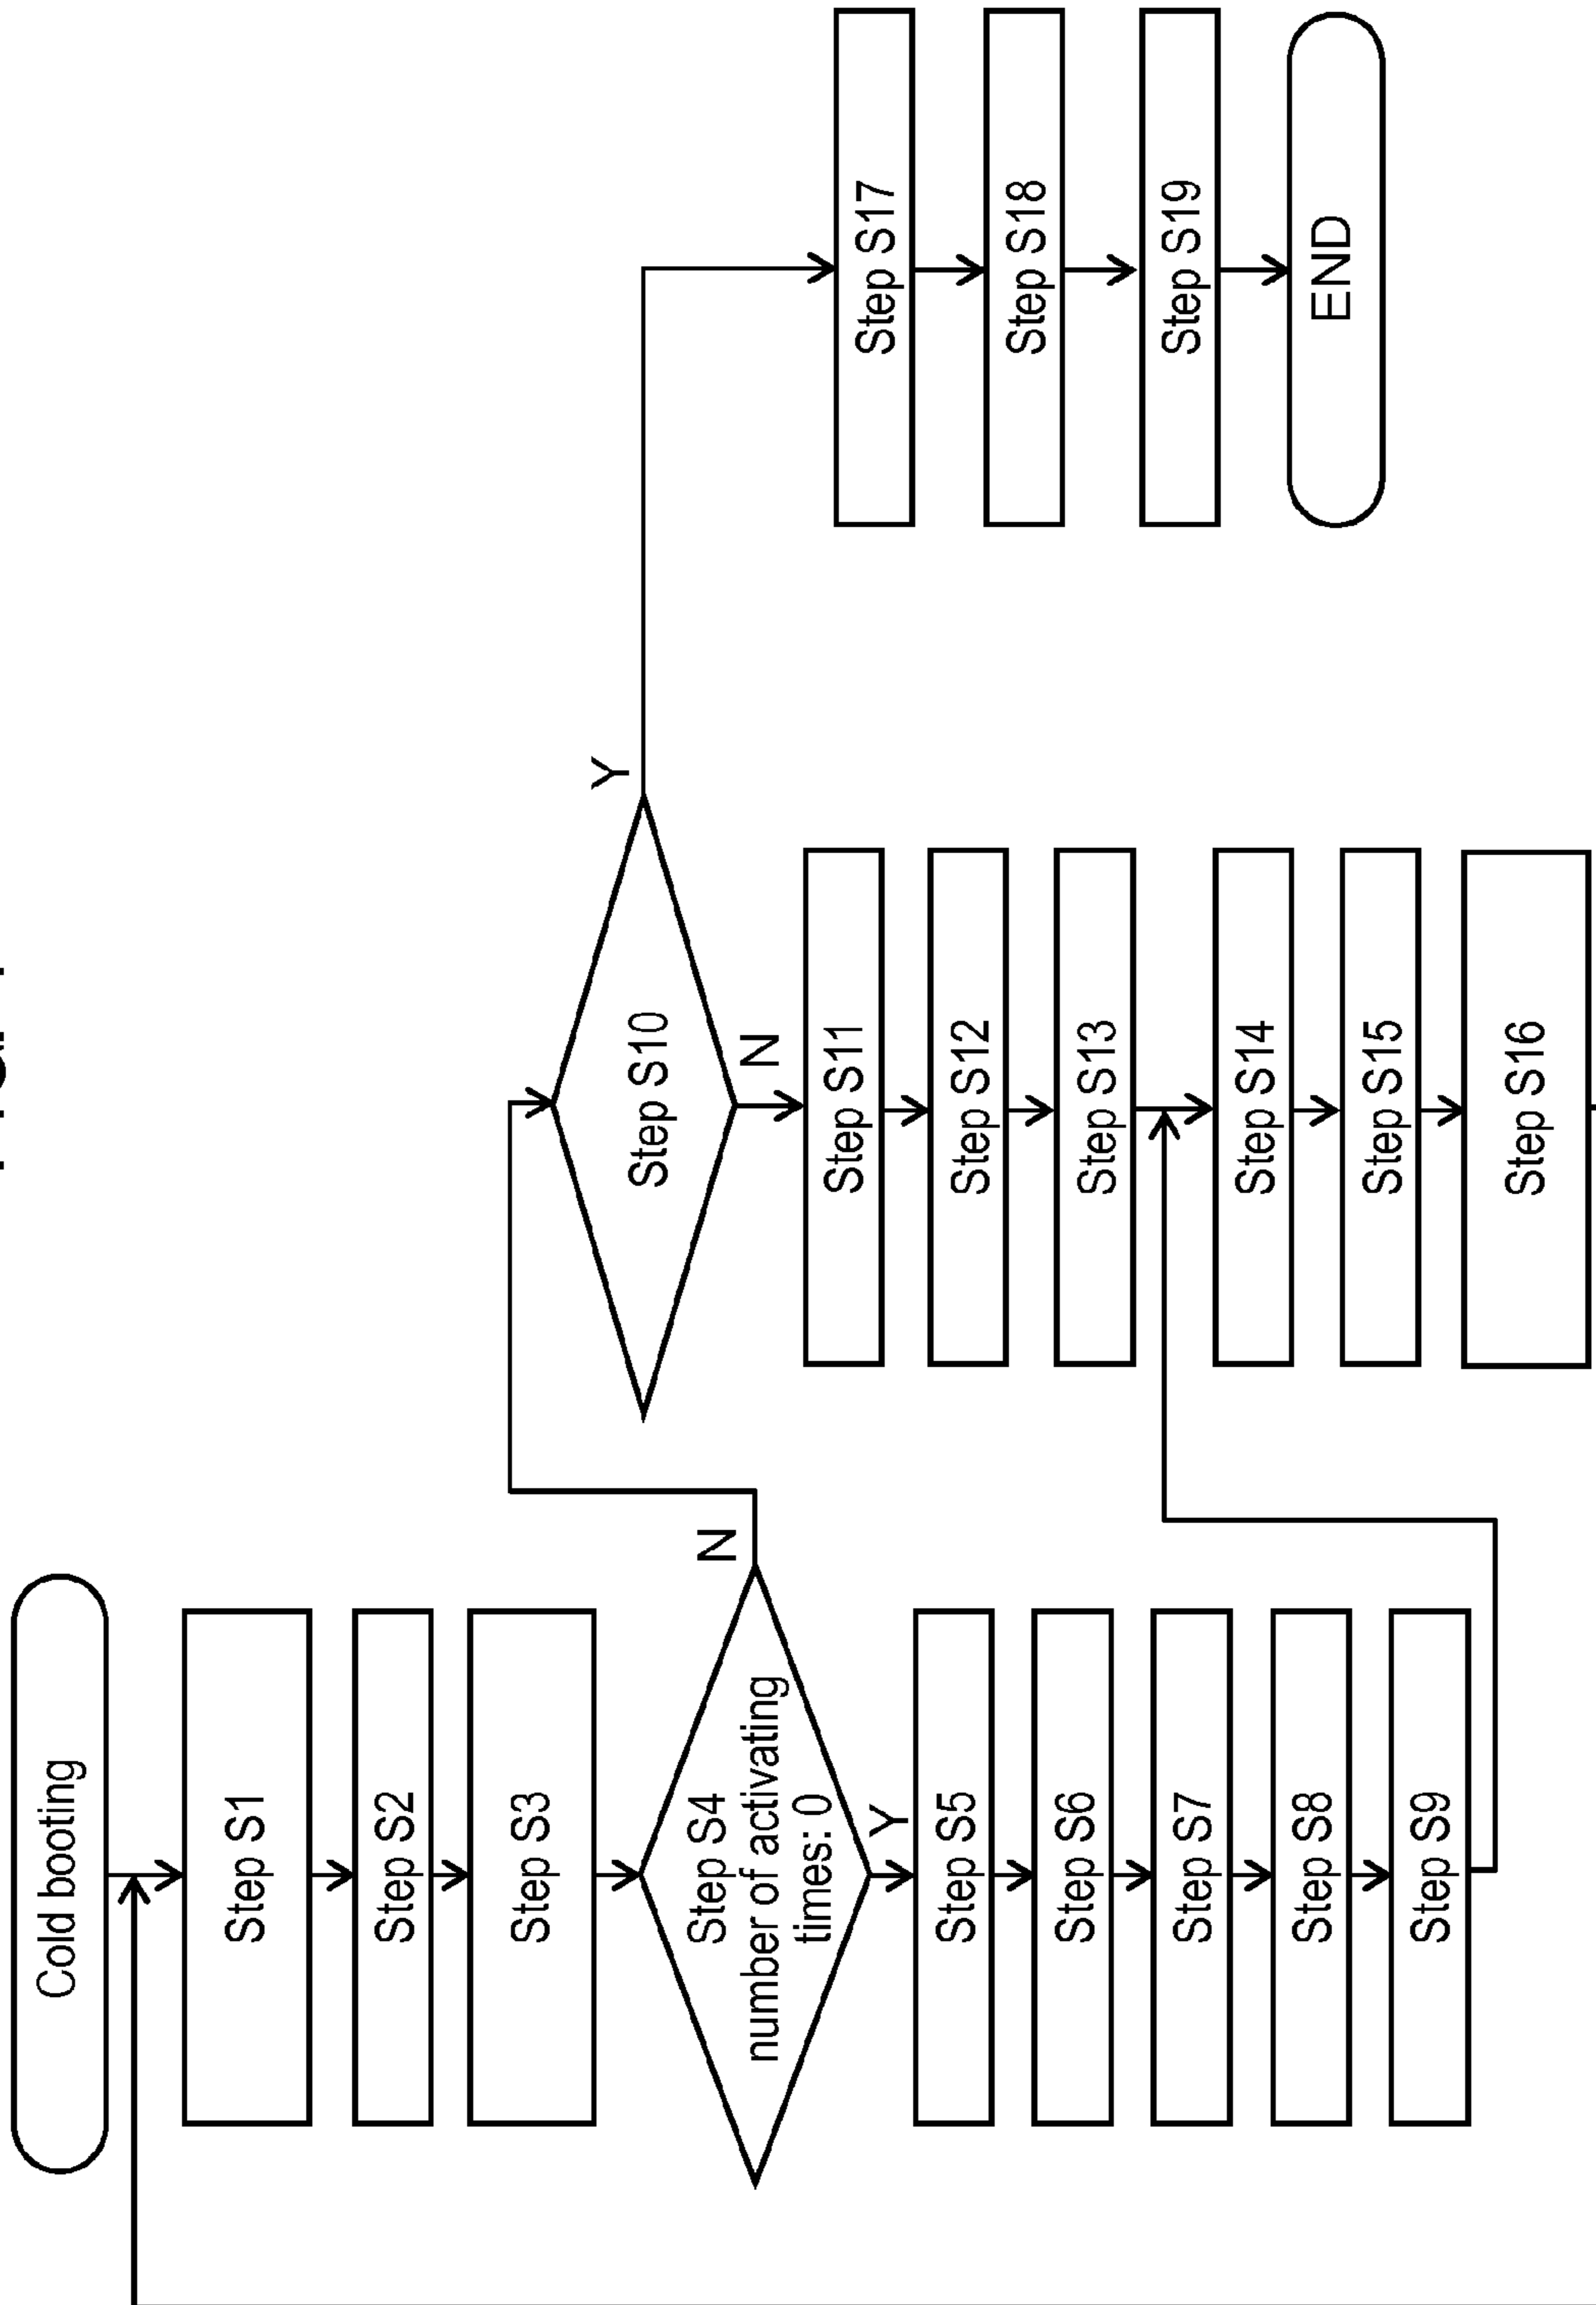 Cold booting
Step S1
Step S2
Step S3
Step S4
number of activating
times: 0
N
Y
Step S5
Step S6
Step S7
Step S8
Step S9
Step S10
Y
N
Step S11
Step S12
Step S13
Step S14
Step S15
Step S16
Step S17
Step S18
Step S19
END